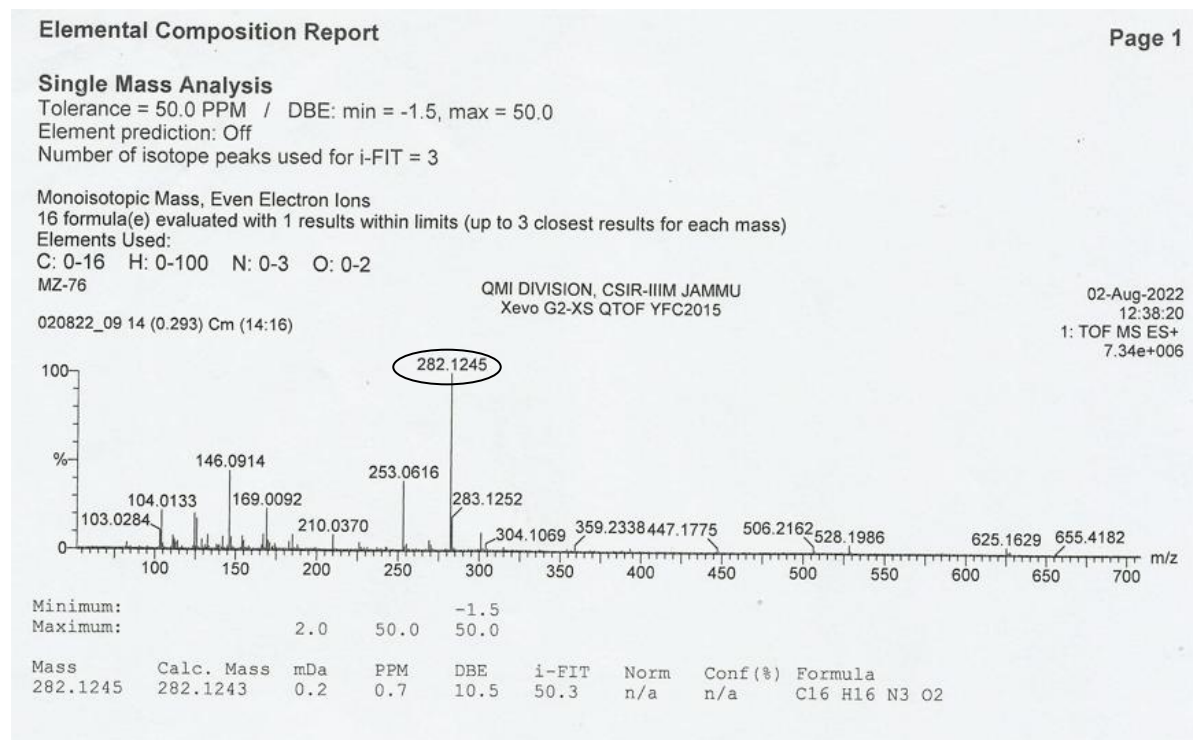 Elemental Composition Report
Page 1
Single Mass Analysis
Tolerance = 50.0 PPM / DBE: min = -1.5, max = 50.0
Element prediction: Off
Number of isotope peaks used for i-FIT = 3
Monoisotopic Mass, Even Electron Ions
16 formula(e) evaluated with 1 results within limits (up to 3 closest results for each mass)
Elements Used:
C: 0-16 H: 0-100 N: 0-3 O: 0-2
MZ-76
QMI DIVISION, CSIR-IIIM JAMMU
Xevo G2-XS QTOF YFC2015
02-Aug-2022
12:38:20
020822_09 14 (0.293) Cm (14:16)
1: TOF MS ES+
7.34e+006
100
282.1245
%
146.0914
253.0616
104.0133
169.0092
283.1252
103.0284
210.0370
304.1069
359.2338
447.1775
506.2162
528.1986
625.1629
655.4182
0
m/z
100 150 200 250 300 350 400 450 500 550 600 650 700
Minimum: -1.5
Maximum: 2.0 50.0 50.0
Mass Calc. Mass mDa PPM DBE i-FIT Norm Conf(%) Formula
282.1245 282.1243 0.2 0.7 10.5 50.3 n/a n/a C16 H16 N3 O2